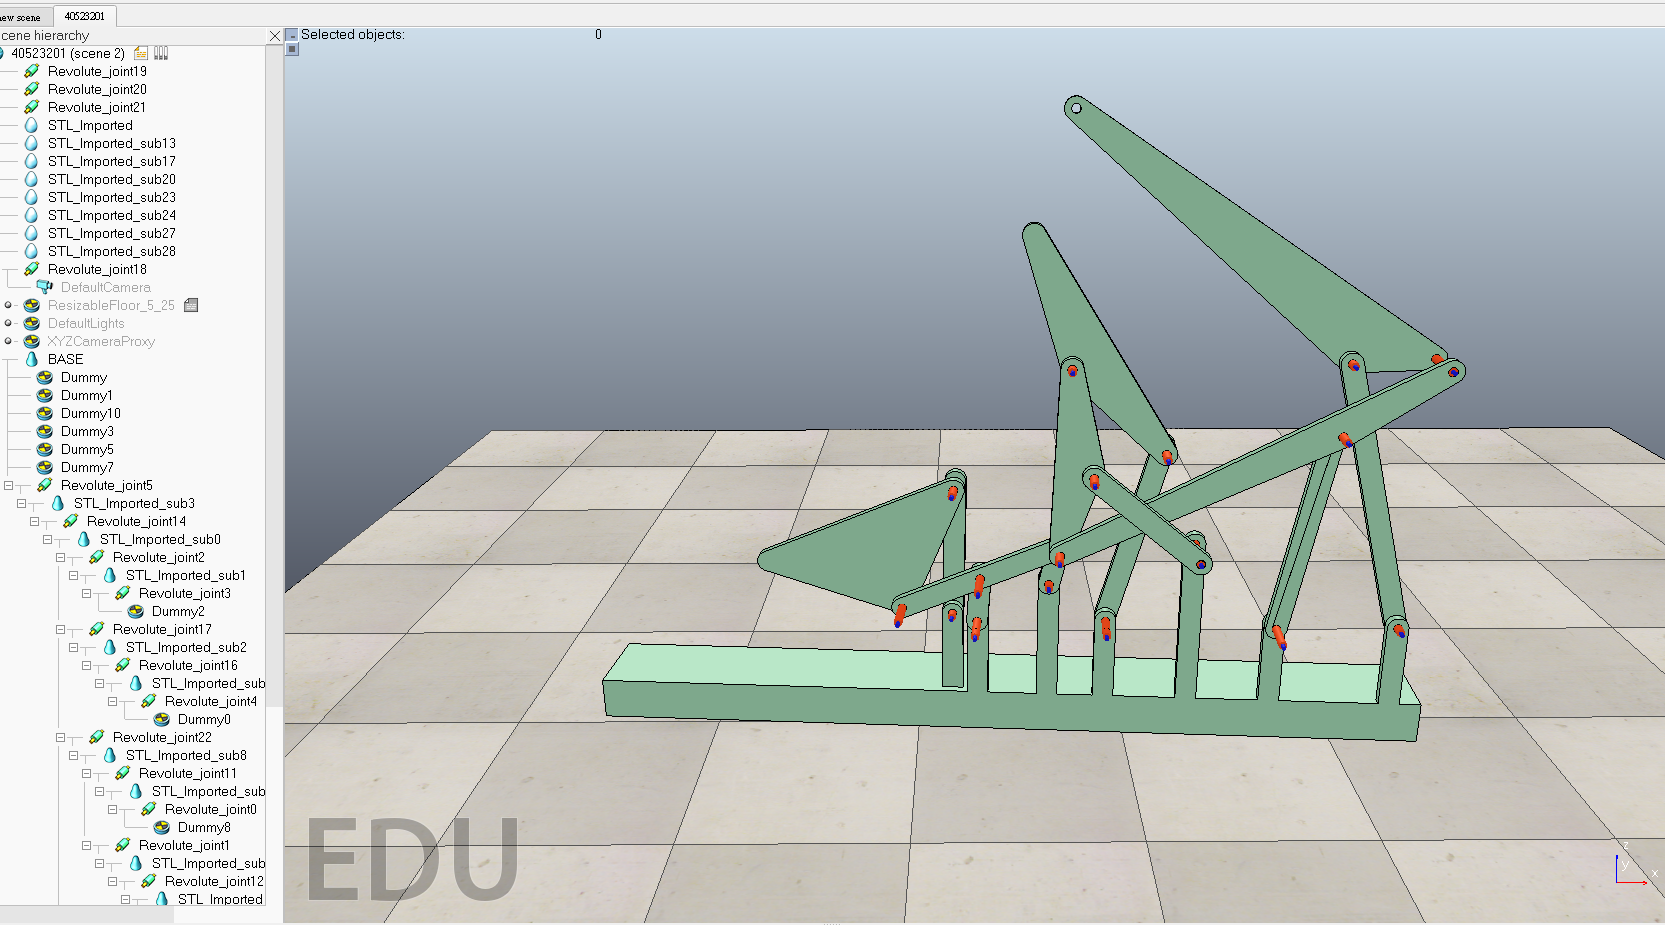 new scene
40523201
cene hierarchy
Selected objects:
0
40523201 (scene 2)
Revolute_joint19
Revolute_joint20
Revolute_joint21
STL_Imported
STL_Imported_sub13
STL_Imported_sub17
STL_Imported_sub20
STL_Imported_sub23
STL_Imported_sub24
STL_Imported_sub27
STL_Imported_sub28
Revolute_joint18
DefaultCamera
ResizableFloor_5_25
DefaultLights
XYZCameraProxy
BASE
Dummy
Dummy1
Dummy10
Dummy3
Dummy5
Dummy7
Revolute_joint5
STL_Imported_sub3
Revolute_joint14
STL_Imported_sub0
Revolute_joint2
STL_Imported_sub1
Revolute_joint3
Dummy2
Revolute_joint17
STL_Imported_sub2
Revolute_joint16
STL_Imported_sub
Revolute_joint4
Dummy0
Revolute_joint22
STL_Imported_sub8
Revolute_joint11
STL_Imported_sub
Revolute_joint0
Dummy8
Revolute_joint1
STL_Imported_sub
Revolute_joint12
STL_Imported
EDU
z
y
x